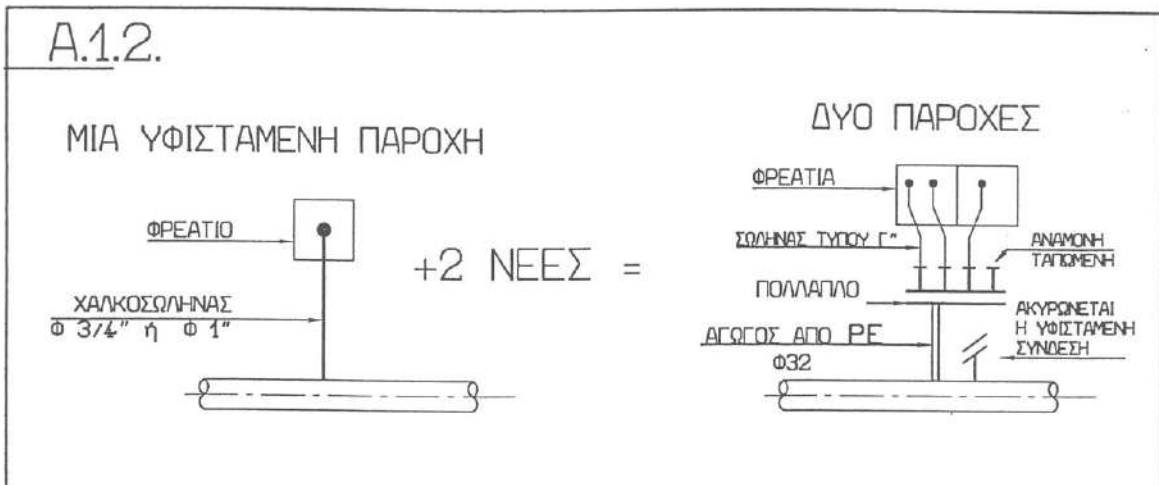 A.1.2.
ΜΙΑ ΥΦΙΣΤΑΜΕΝΗ ΠΑΡΟΧΗ
ΦΡΕΑΤΙΟ
ΧΑΛΚΟΣΩΛΗΝΑΣ
Φ 3/4" ή Φ 1"
+2 ΝΕΕΣ =
ΔΥΟ ΠΑΡΟΧΕΣ
ΦΡΕΑΤΙΑ
ΣΩΛΗΝΑΣ ΤΥΠΟΥ Γ"
ΑΝΑΜΟΝΗ
ΤΑΠΩΜΕΝΗ
ΠΟΛΛΑΠΛΟ
ΑΓΩΓΟΣ ΑΠΟ PE
Φ32
ΑΚΥΡΩΝΕΤΑΙ
Η ΥΦΙΣΤΑΜΕΝΗ
ΣΥΝΔΕΣΗ